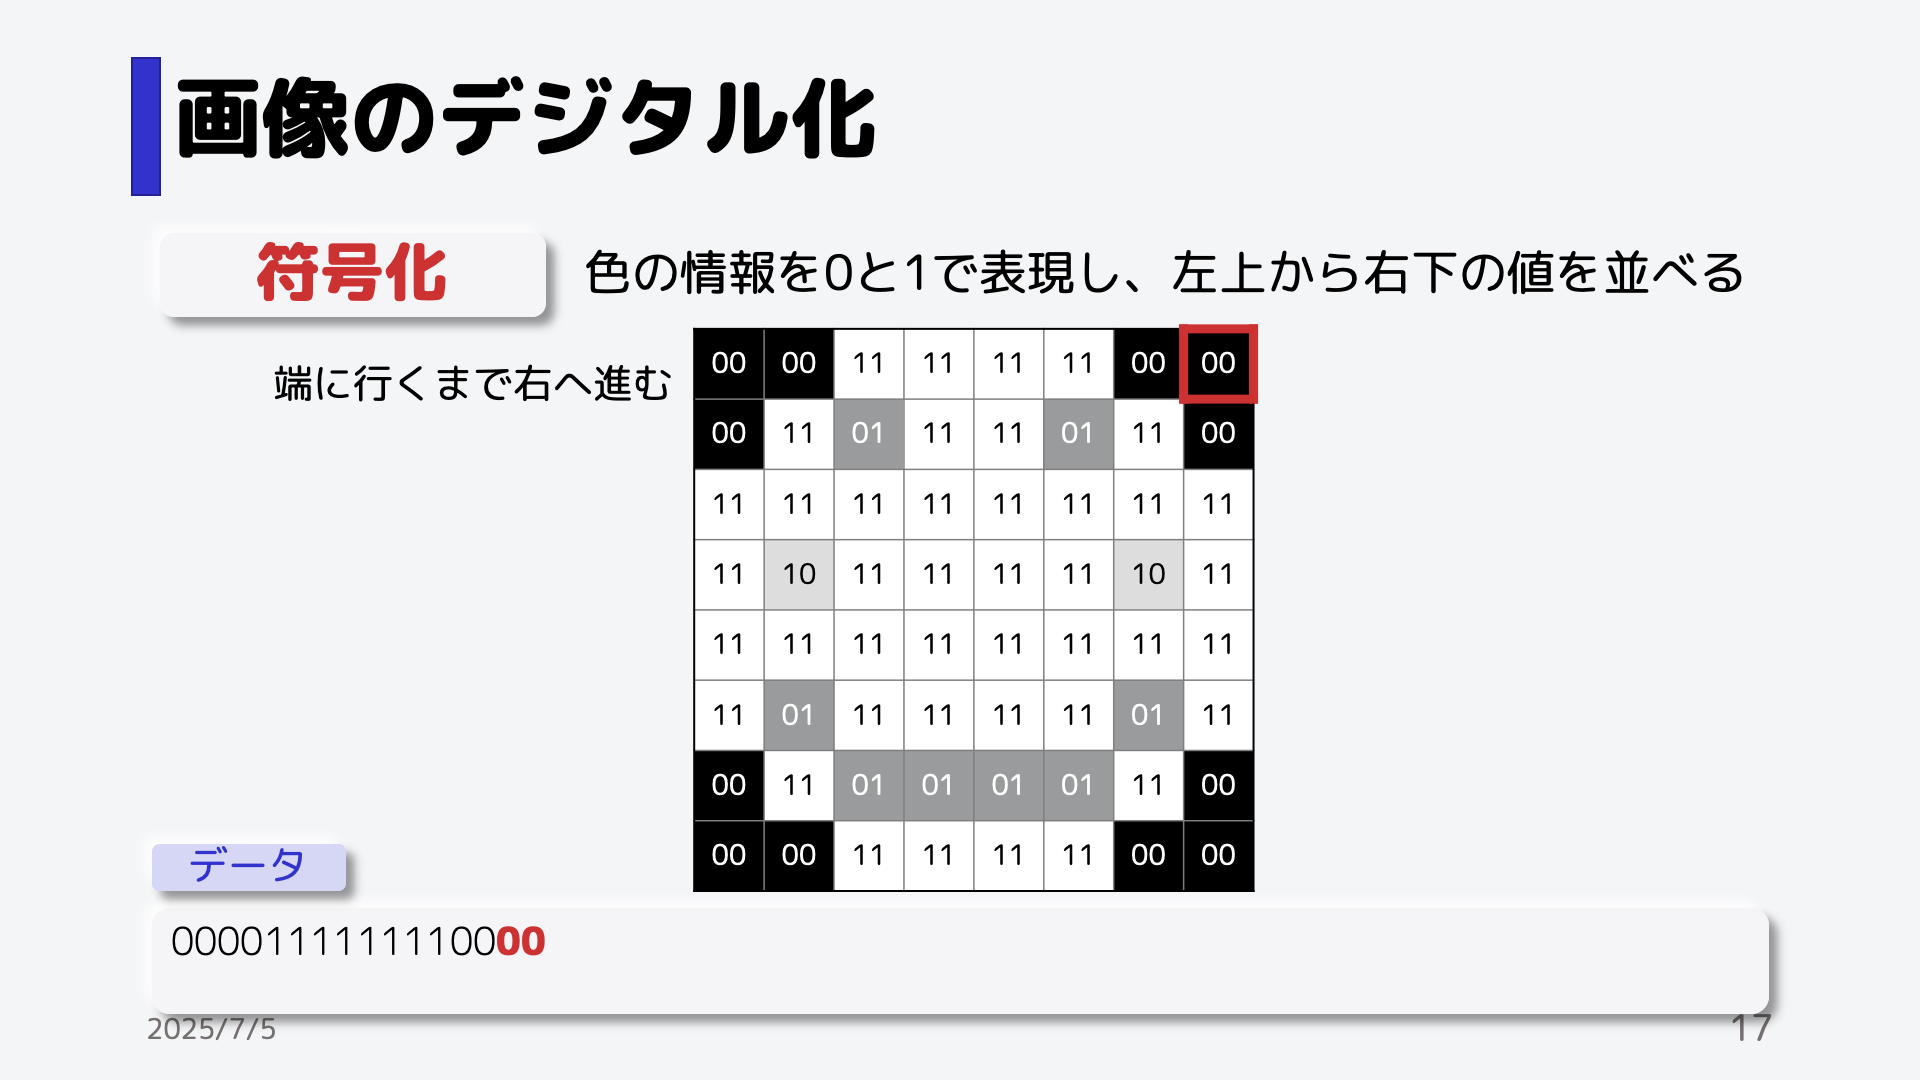 画像のデジタル化
符号化
色の情報を0と1で表現し、左上から右下の値を並べる
端に行くまで右へ進む
00 00 11 11 11 11 00 00
00 11 01 11 11 01 11 00
11 11 11 11 11 11 11 11
11 10 11 11 11 11 10 11
11 11 11 11 11 11 11 11
11 01 11 11 11 11 01 11
00 11 01 01 01 01 11 00
00 00 11 11 11 11 00 00
データ
0000111111110000
2025/7/5
17